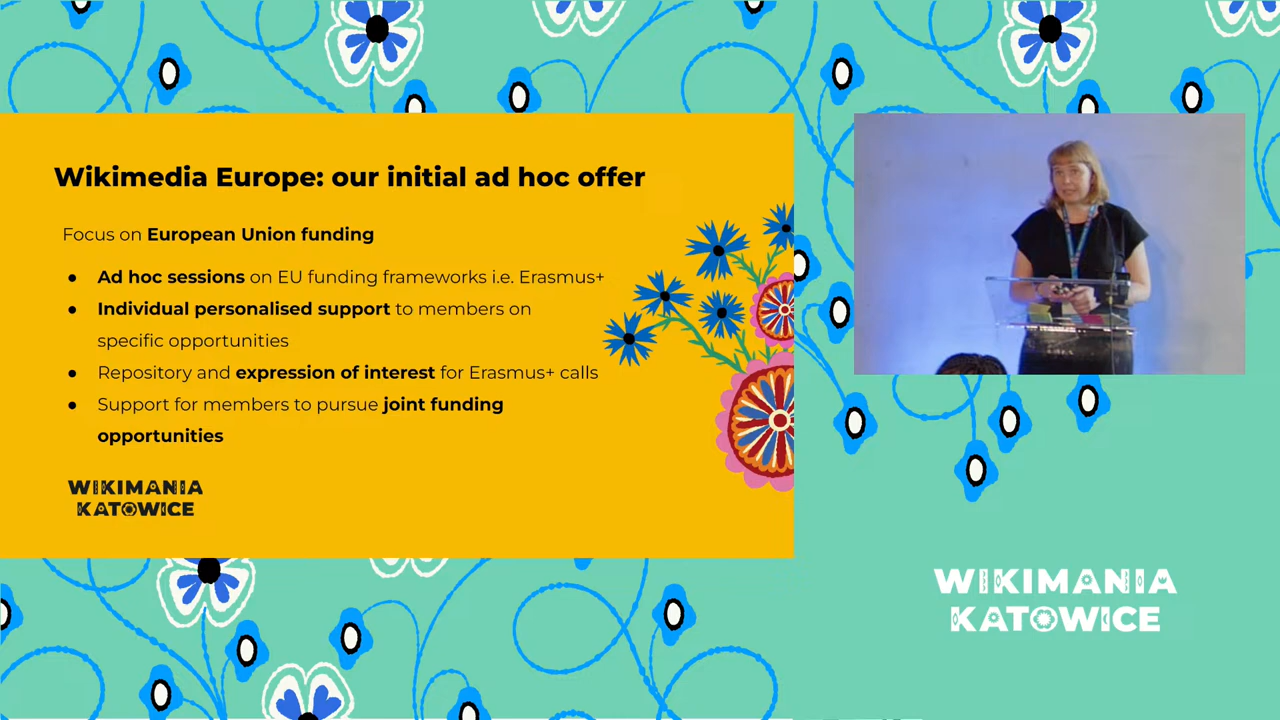 Wikimedia Europe: our initial ad hoc offer
Focus on European Union funding
● Ad hoc sessions on EU funding frameworks i.e. Erasmus+
● Individual personalised support to members on
specific opportunities
● Repository and expression of interest for Erasmus+ calls
● Support for members to pursue joint funding
opportunities
WIKIMANIA
KATOWICE
WIKIMANIA
KATOWICE